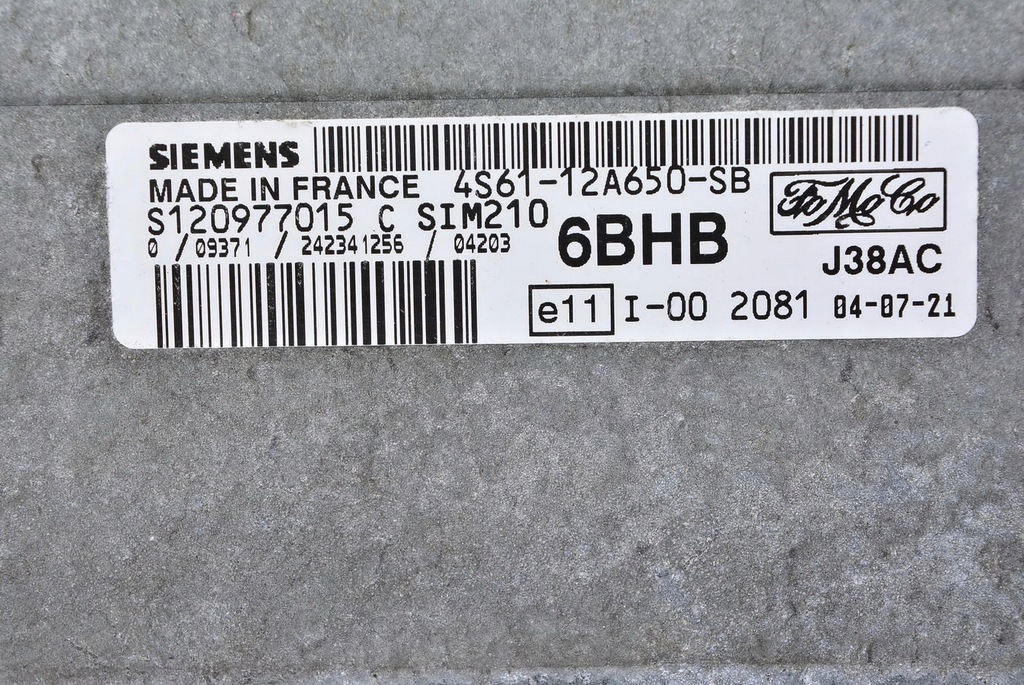 SIEMENS
MADE IN FRANCE 4S61-12A650-SB
S120977015 C SIM210
6BHB
FoMoCo
0 / 09371 / 242341256 / 04203
J38AC
e11 I-00 2081 04-07-21